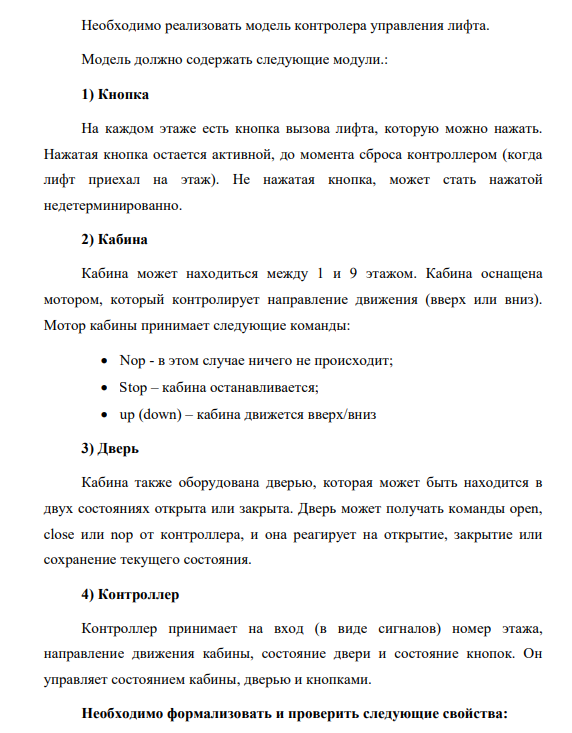 Необходимо реализовать модель контролера управления лифта.
Модель должно содержать следующие модули.:
1) Кнопка
На каждом этаже есть кнопка вызова лифта, которую можно нажать.
Нажатая кнопка остается активной, до момента сброса контроллером (когда
лифт приехал на этаж). Не нажатая кнопка, может стать нажатой
недетерминированно.
2) Кабина
Кабина может находиться между 1 и 9 этажом. Кабина оснащена
мотором, который контролирует направление движения (вверх или вниз).
Мотор кабины принимает следующие команды:
• Nop - в этом случае ничего не происходит;
• Stop – кабина останавливается;
• up (down) – кабина движется вверх/вниз
3) Дверь
Кабина также оборудована дверью, которая может быть находится в
двух состояниях открыта или закрыта. Дверь может получать команды open,
close или nop от контроллера, и она реагирует на открытие, закрытие или
сохранение текущего состояния.
4) Контроллер
Контроллер принимает на вход (в виде сигналов) номер этажа,
направление движения кабины, состояние двери и состояние кнопок. Он
управляет состоянием кабины, дверью и кнопками.
Необходимо формализовать и проверить следующие свойства: